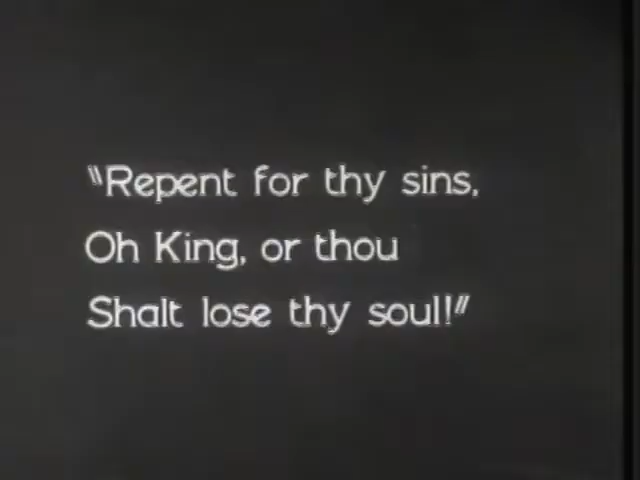 "Repent for thy sins,
Oh King, or thou
Shalt lose thy soul!"